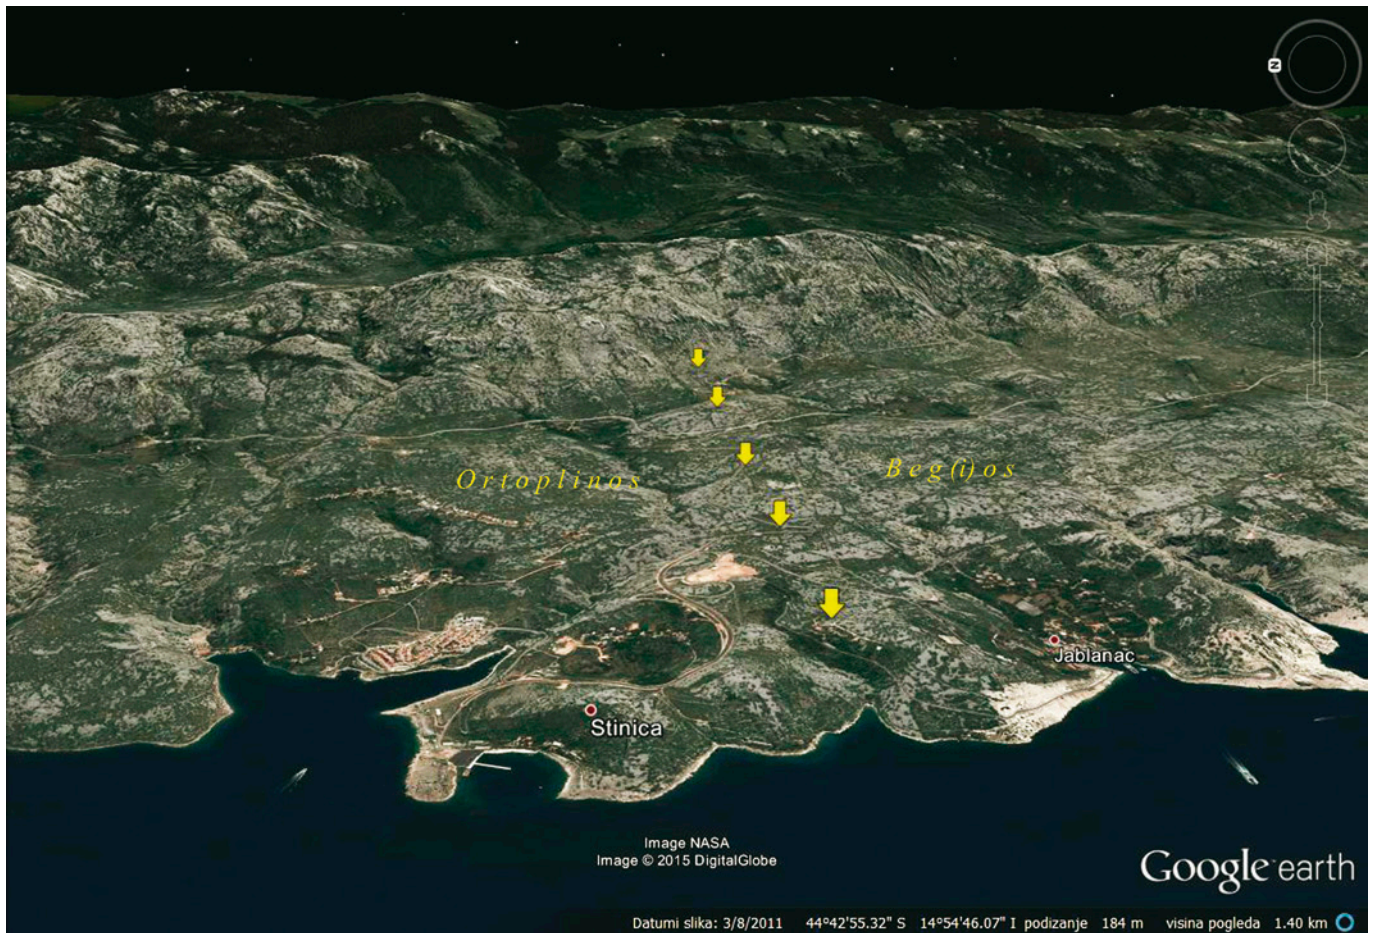 N
Ortoplinos
Beg(i)os
Jablanac
Stinica
Image NASA
Image © 2015 DigitalGlobe
Google earth
Datumi slika: 3/8/2011 44°42'55.32" S 14°54'46.07" I podizanje 184 m visina pogleda 1.40 km